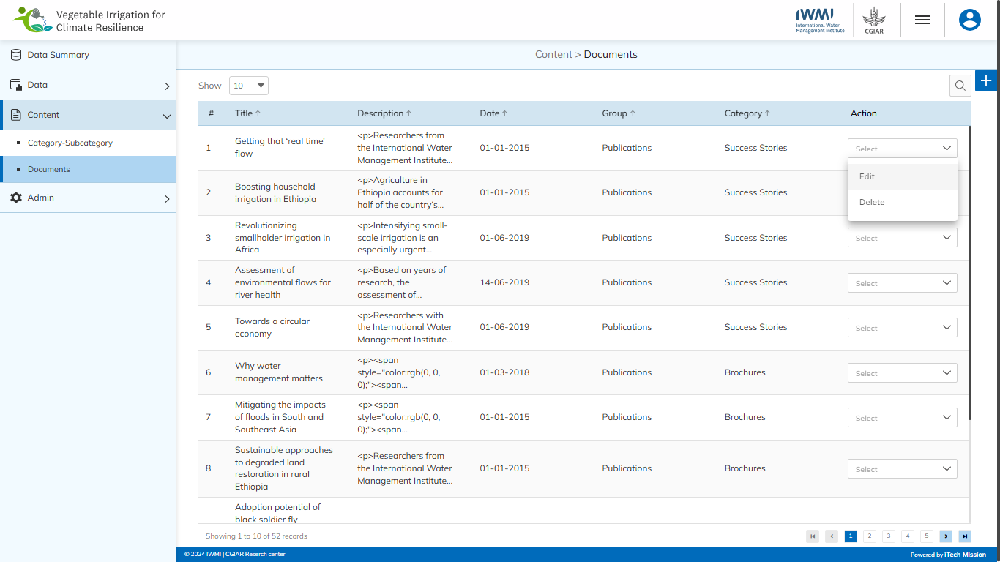 Vegetable Irrigation for
Climate Resilience
IWMI
International Water
Management Institute
CGIAR
Data Summary
Data
Content
Category-Subcategory
Documents
Admin
Content > Documents
Show 10
# Title ↑ Description ↑ Date ↑ Group ↑ Category ↑ Action
1
Getting that ‘real time’
flow
<p>Researchers from
the International Water
Management Institute...
01-01-2015
Publications
Success Stories
Select
Edit
Delete
2
Boosting household
irrigation in Ethiopia
<p>Agriculture in
Ethiopia accounts for
half of the country’s...
01-01-2015
Publications
Success Stories
3
Revolutionizing
smallholder irrigation in
Africa
<p>Intensifying small-
scale irrigation is an
especially urgent...
01-06-2019
Publications
Success Stories
Select
4
Assessment of
environmental flows for
river health
<p>Based on years of
research, the
assessment of...
14-06-2019
Publications
Success Stories
Select
5
Towards a circular
economy
<p>Researchers with
the International Water
Management Institute...
01-06-2019
Publications
Success Stories
Select
6
Why water
management matters
<p><span
style="color:rgb(0, 0,
0);"><span...
01-03-2018
Publications
Brochures
Select
7
Mitigating the impacts
of floods in South and
Southeast Asia
<p><span
style="color:rgb(0, 0,
0);"><span...
01-01-2015
Publications
Brochures
Select
8
Sustainable approaches
to degraded land
restoration in rural
Ethiopia
<p>Researchers from
the International Water
Management Institute...
01-01-2015
Publications
Brochures
Select
Adoption potential of
black soldier fly
Showing 1 to 10 of 52 records
1 2 3 4 5
© 2024 IWMI | CGIAR Reserch center
Powered by iTech Mission